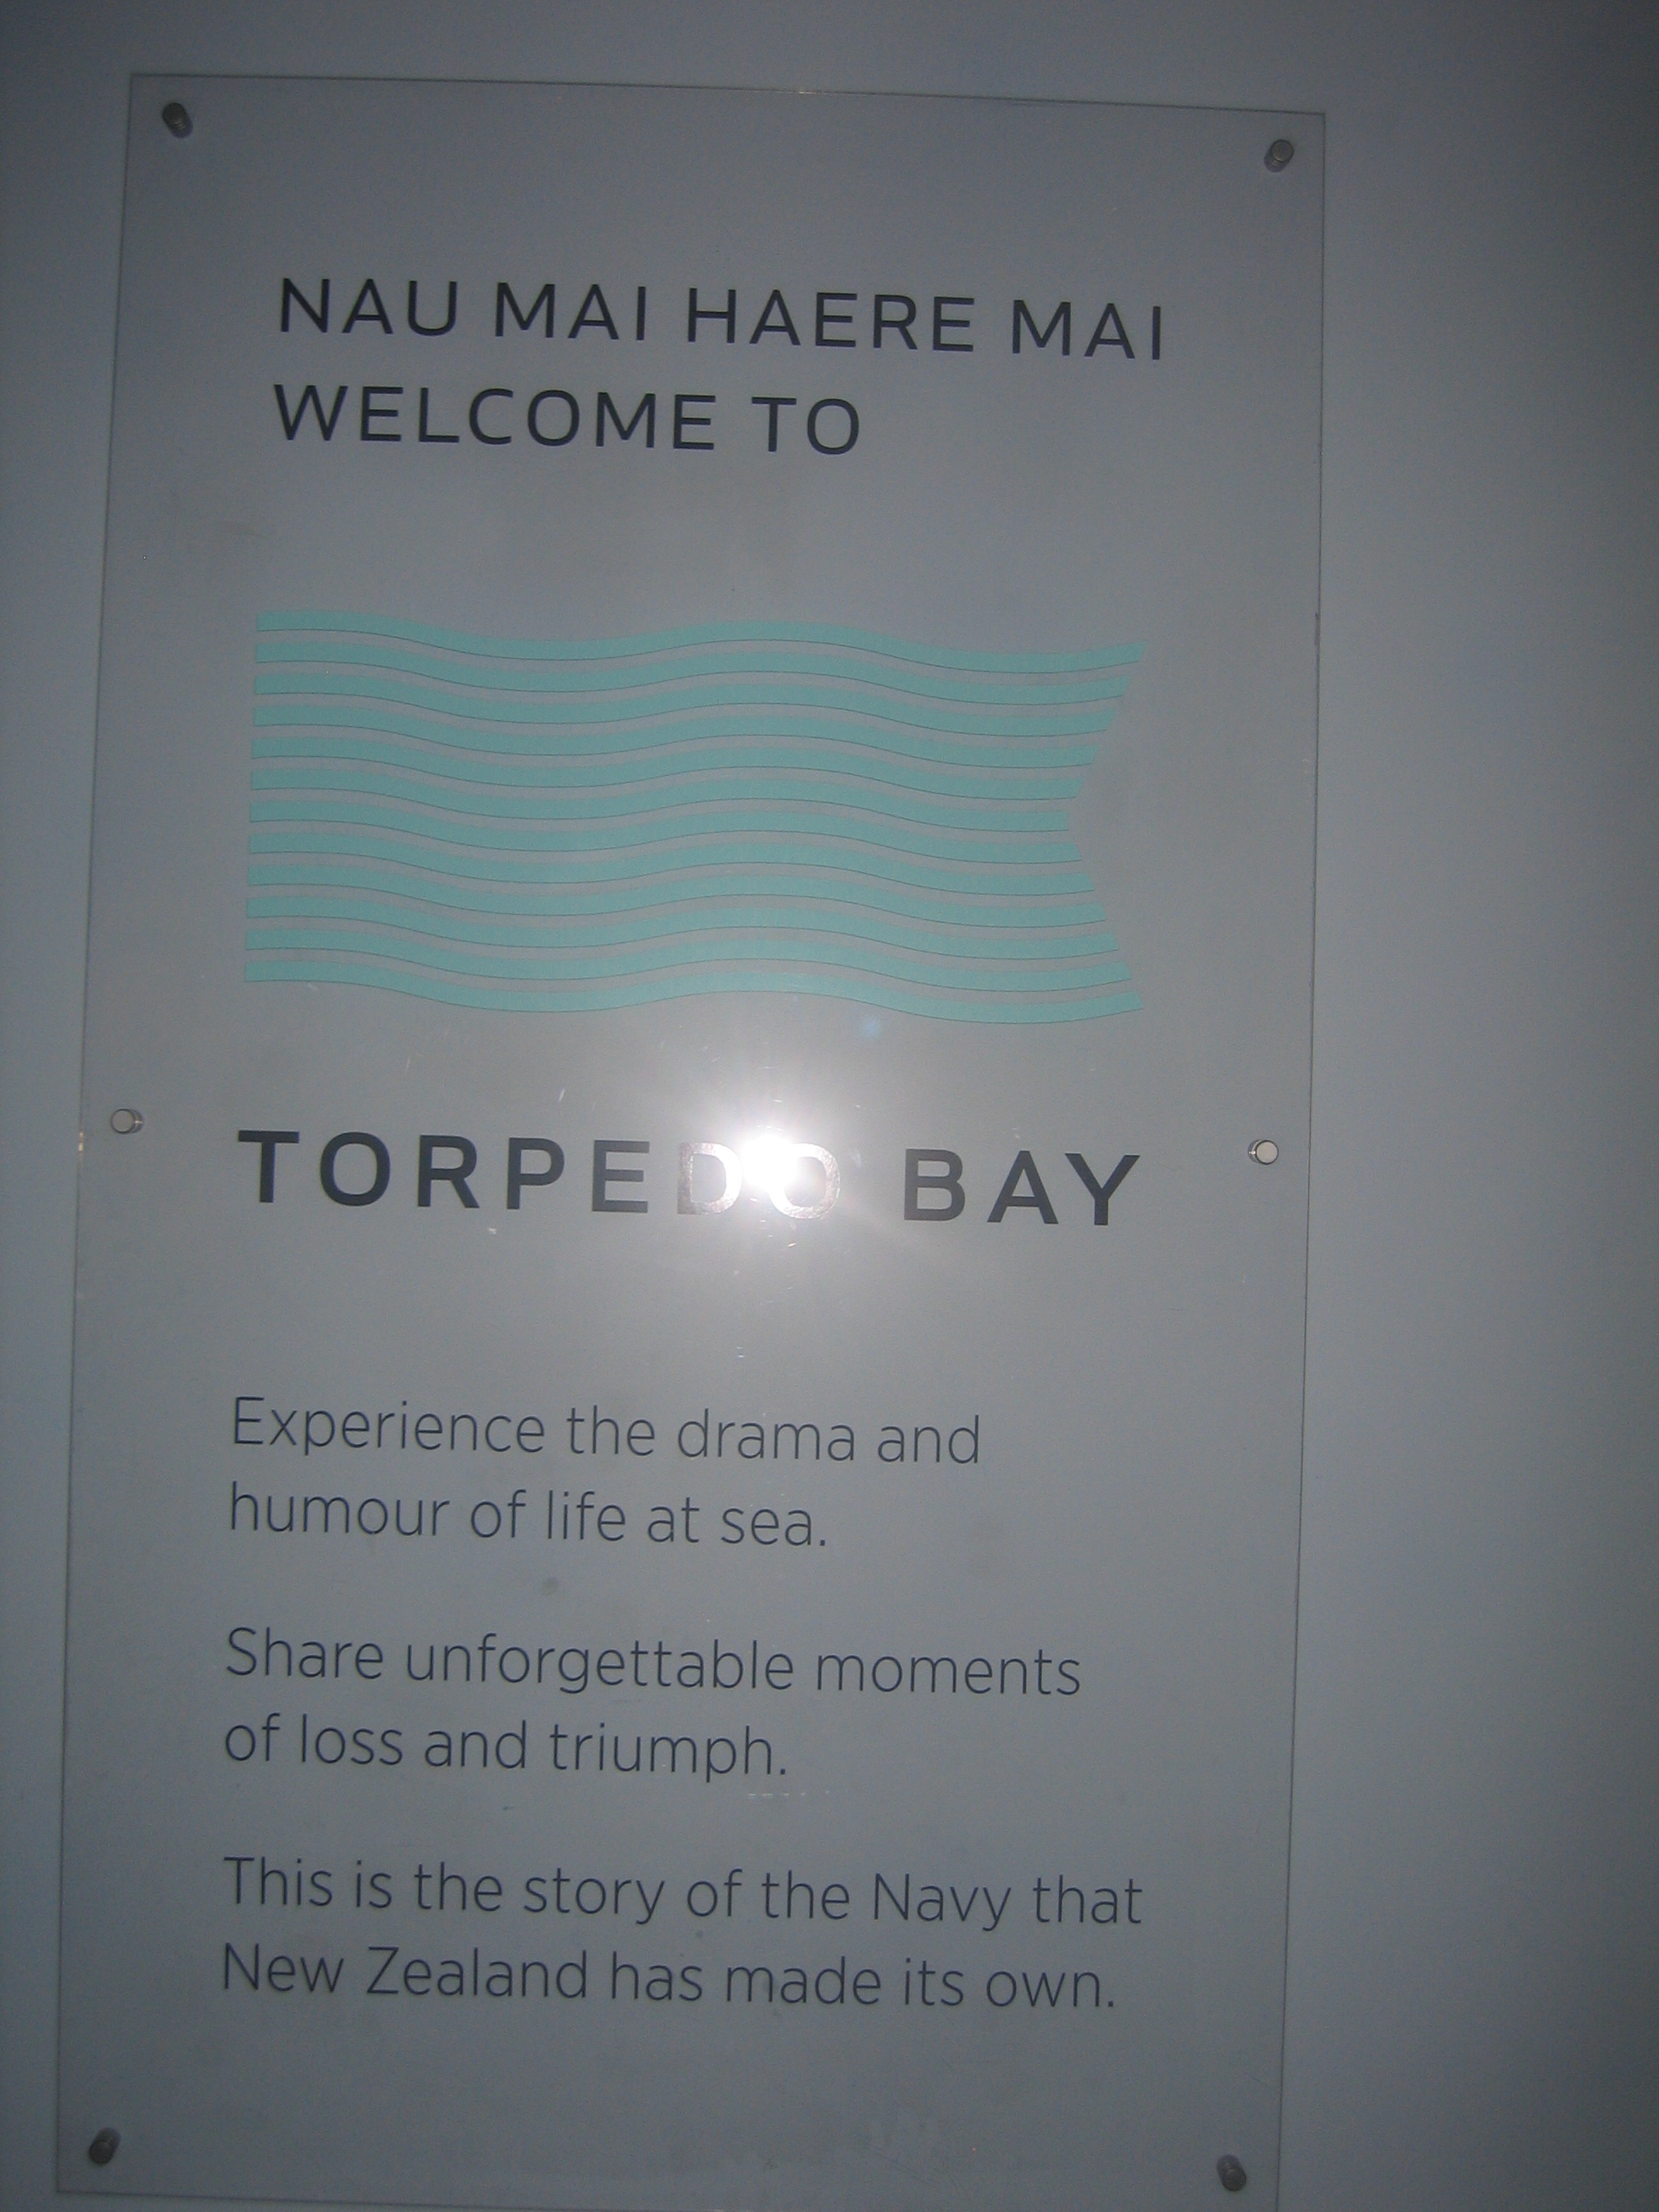 NAU MAI HAERE MAI
WELCOME TO
TORPEDO BAY
Experience the drama and
humour of life at sea.
Share unforgettable moments
of loss and triumph.
This is the story of the Navy that
New Zealand has made its own.